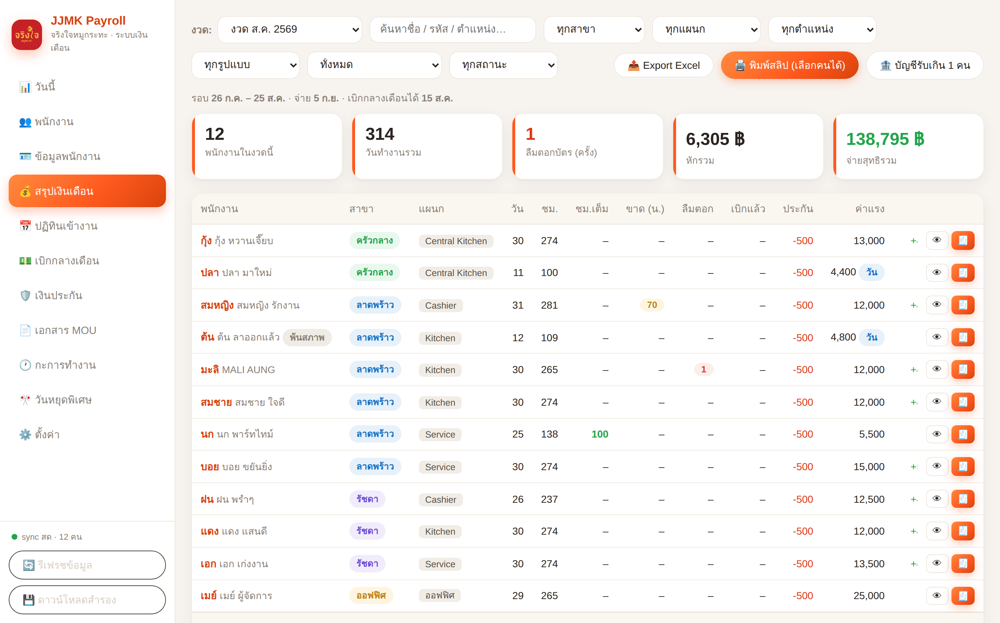 จริงใจ
หมูกระทะ
JJMK Payroll
จริงใจหมูกระทะ · ระบบเงิน
เดือน
📊 วันนี้
👥 พนักงาน
🪪 ข้อมูลพนักงาน
💰 สรุปเงินเดือน
📅 ปฏิทินเข้างาน
💵 เบิกกลางเดือน
🛡️ เงินประกัน
📄 เอกสาร MOU
🕐 กะการทำงาน
🎌 วันหยุดพิเศษ
⚙️ ตั้งค่า
sync สด · 12 คน
🔄 รีเฟรชข้อมูล
💾 ดาวน์โหลดสำรอง
งวด: งวด ส.ค. 2569 ค้นหาชื่อ / รหัส / ตำแหน่ง… ทุกสาขา ทุกแผนก ทุกตำแหน่ง
ทุกรูปแบบ ทั้งหมด ทุกสถานะ 📤 Export Excel 🖨️ พิมพ์สลิป (เลือกคนได้) 🏦 บัญชีรับเกิน 1 คน
รอบ 26 ก.ค. – 25 ส.ค. · จ่าย 5 ก.ย. · เบิกกลางเดือนได้ 15 ส.ค.
12
พนักงานในงวดนี้
314
วันทำงานรวม
1
ลืมตอกบัตร (ครั้ง)
6,305 ฿
หักรวม
138,795 ฿
จ่ายสุทธิรวม
พนักงาน สาขา แผนก วัน ชม. ชม.เต็ม ขาด (น.) ลืมตอก เบิกแล้ว ประกัน ค่าแรง
กุ้ง กุ้ง หวานเจี๊ยบ ครัวกลาง Central Kitchen 30 274 – – – – -500 13,000
ปลา ปลา มาใหม่ ครัวกลาง Central Kitchen 11 100 – – – – -500 4,400 วัน
สมหญิง สมหญิง รักงาน ลาดพร้าว Cashier 31 281 – 70 – – -500 12,000
ต้น ต้น ลาออกแล้ว พ้นสภาพ ลาดพร้าว Kitchen 12 109 – – – – -500 4,800 วัน
มะลิ MALI AUNG ลาดพร้าว Kitchen 30 265 – – 1 – -500 12,000
สมชาย สมชาย ใจดี ลาดพร้าว Kitchen 30 274 – – – – -500 12,000
นก นก พาร์ทไทม์ ลาดพร้าว Service 25 138 100 – – – -500 5,500
บอย บอย ขยันยิ่ง ลาดพร้าว Service 30 274 – – – – -500 15,000
ฝน ฝน พรำๆ รัชดา Cashier 26 237 – – – – -500 12,500
แดง แดง แสนดี รัชดา Kitchen 30 274 – – – – -500 12,000
เอก เอก เก่งงาน รัชดา Service 30 274 – – – – -500 13,500
เมย์ เมย์ ผู้จัดการ ออฟฟิศ ออฟฟิศ 29 265 – – – – -500 25,000